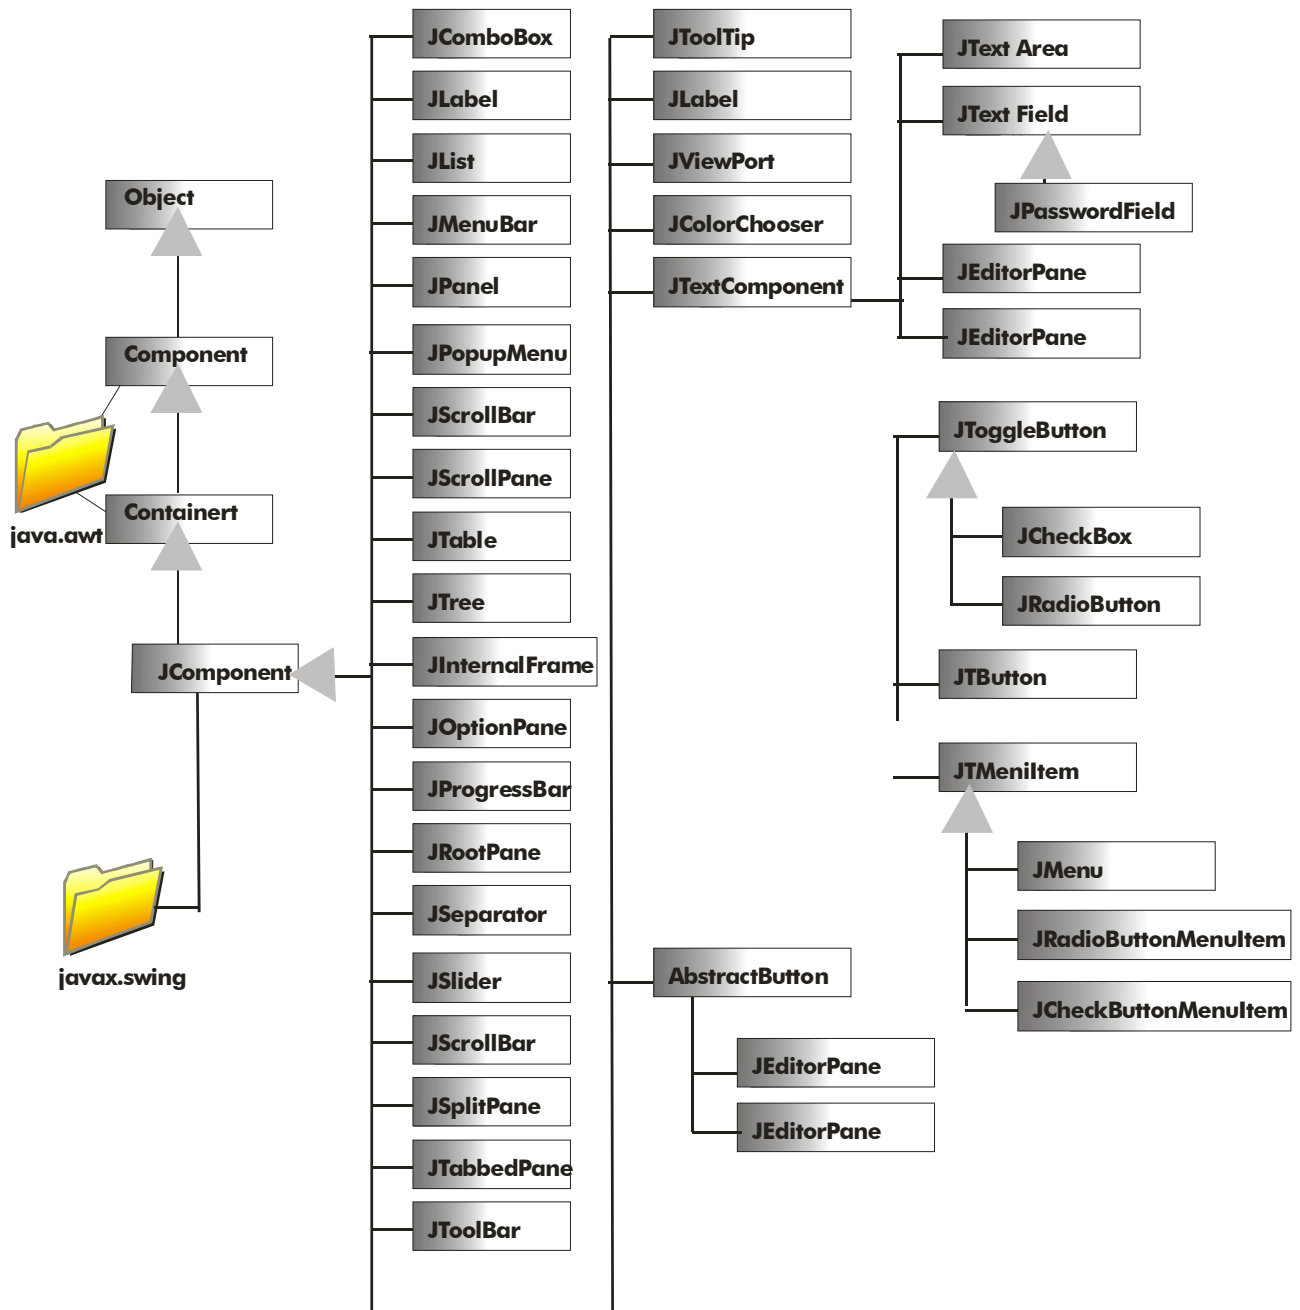 Object
Component
java.awt
Containert
JComponent
javax.swing
JComboBox
JLabel
JList
JMenuBar
JPanel
JPopupMenu
JScrollBar
JScrollPane
JTable
JTree
JInternalFrame
JOptionPane
JProgressBar
JRootPane
JSeparator
JSlider
JScrollBar
JSplitPane
JTabbedPane
JToolBar
JToolTip
JLabel
JViewPort
JColorChooser
JTextComponent
AbstractButton
JEditorPane
JEditorPane
JText Area
JText Field
JPasswordField
JEditorPane
JEditorPane
JToggleButton
JCheckBox
JRadioButton
JTButton
JTMeniItem
JMenu
JRadioButtonMenuItem
JCheckButtonMenuItem